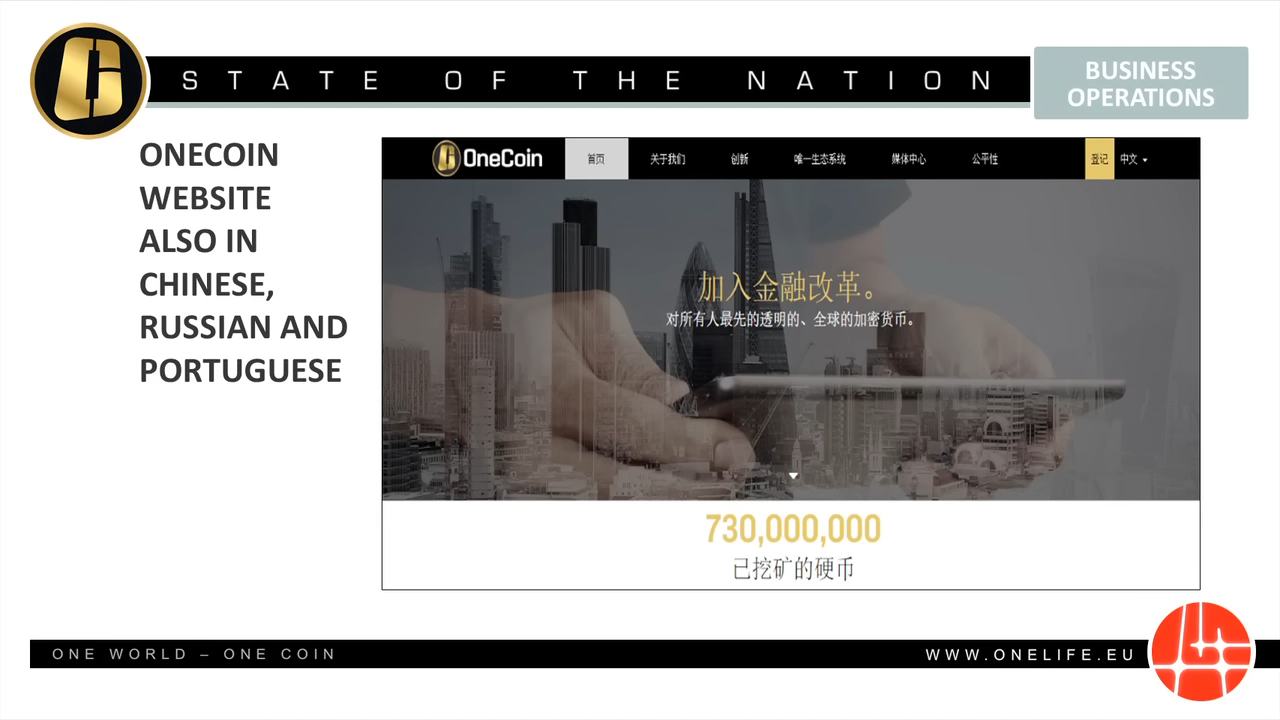 STATE OF THE NATION
BUSINESS
OPERATIONS
ONECOIN
WEBSITE
ALSO IN
CHINESE,
RUSSIAN AND
PORTUGUESE
OneCoin 首页 关于我们 创新 唯一生态系统 媒体中心 公平性 登记 中文
加入金融改革。
对所有人最先的透明的、全球的加密货币。
730,000,000
已挖矿的硬币
ONE WORLD – ONE COIN
WWW.ONELIFE.EU